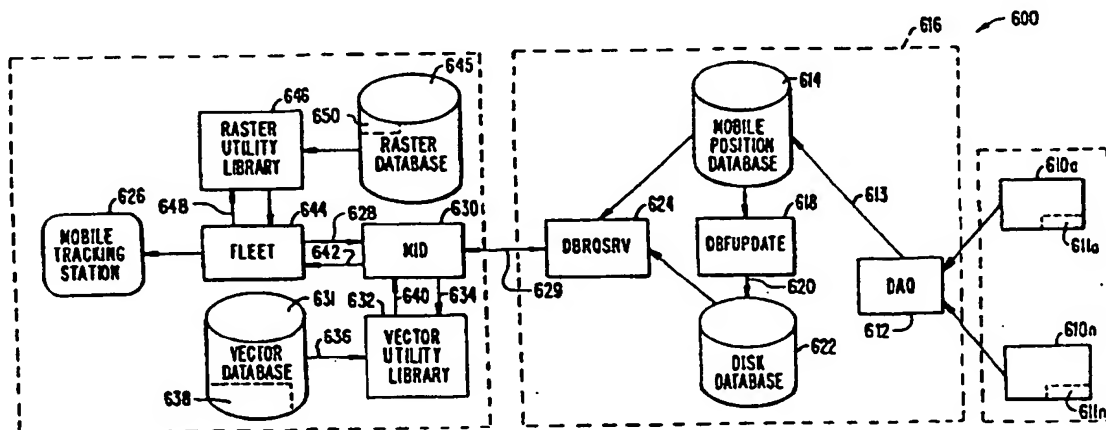 600
616
645
646
650
RASTER
UTILITY
LIBRARY
RASTER
DATABASE
614
MOBILE
POSITION
DATABASE
610a
611a
613
626
648
644
628
630
624
618
MOBILE
TRACKING
STATION
FLEET
642
MID
629
DBRQSRV
DBFUPDATE
620
DAQ
612
631
632
640
634
636
VECTOR
DATABASE
638
VECTOR
UTILITY
LIBRARY
DISK
DATABASE
622
610n
611n